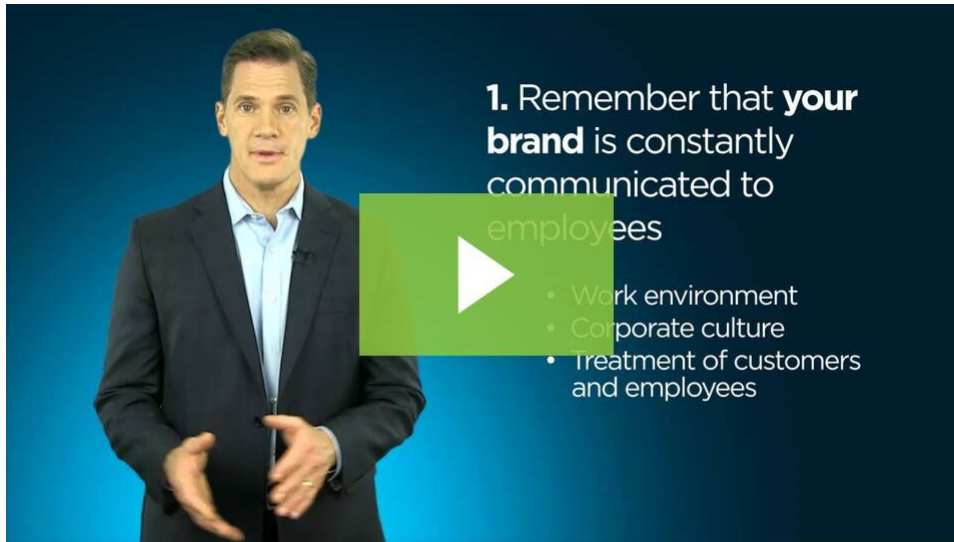 1. Remember that your
brand is constantly
communicated to
employees
• Work environment
• Corporate culture
• Treatment of customers
and employees